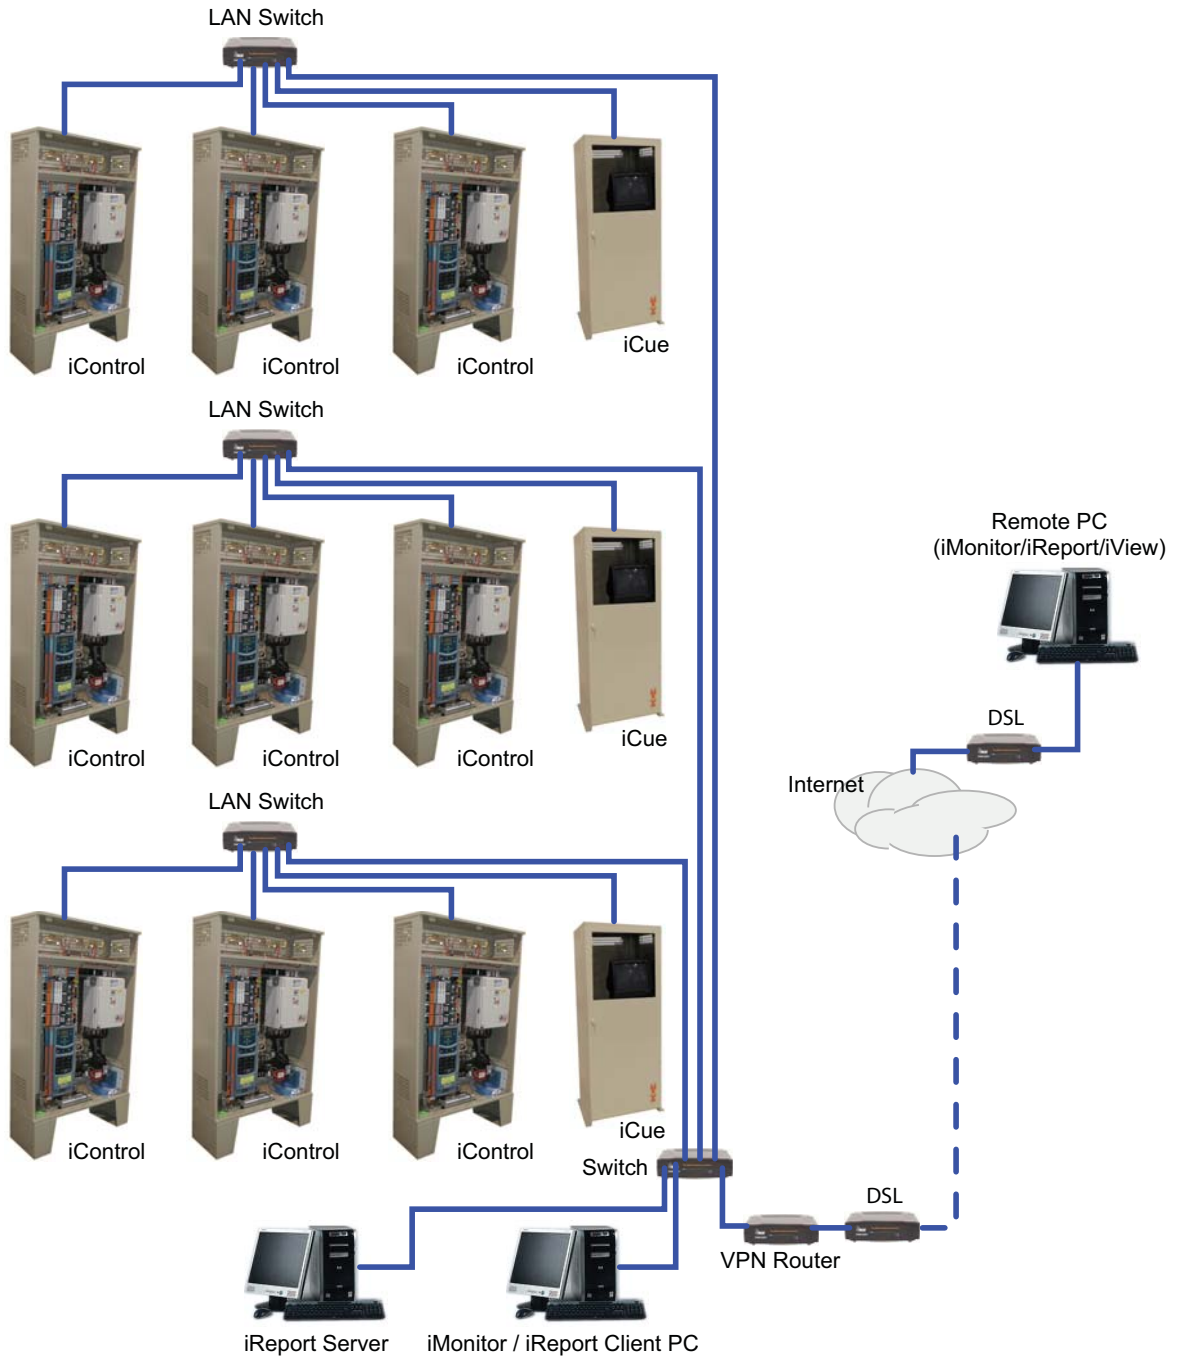 LAN Switch
iControl
iControl
iControl
iCue
LAN Switch
iControl
iControl
iControl
iCue
Remote PC
(iMonitor/iReport/iView)
DSL
Internet
LAN Switch
iControl
iControl
iControl
iCue
Switch
DSL
VPN Router
iReport Server
iMonitor / iReport Client PC